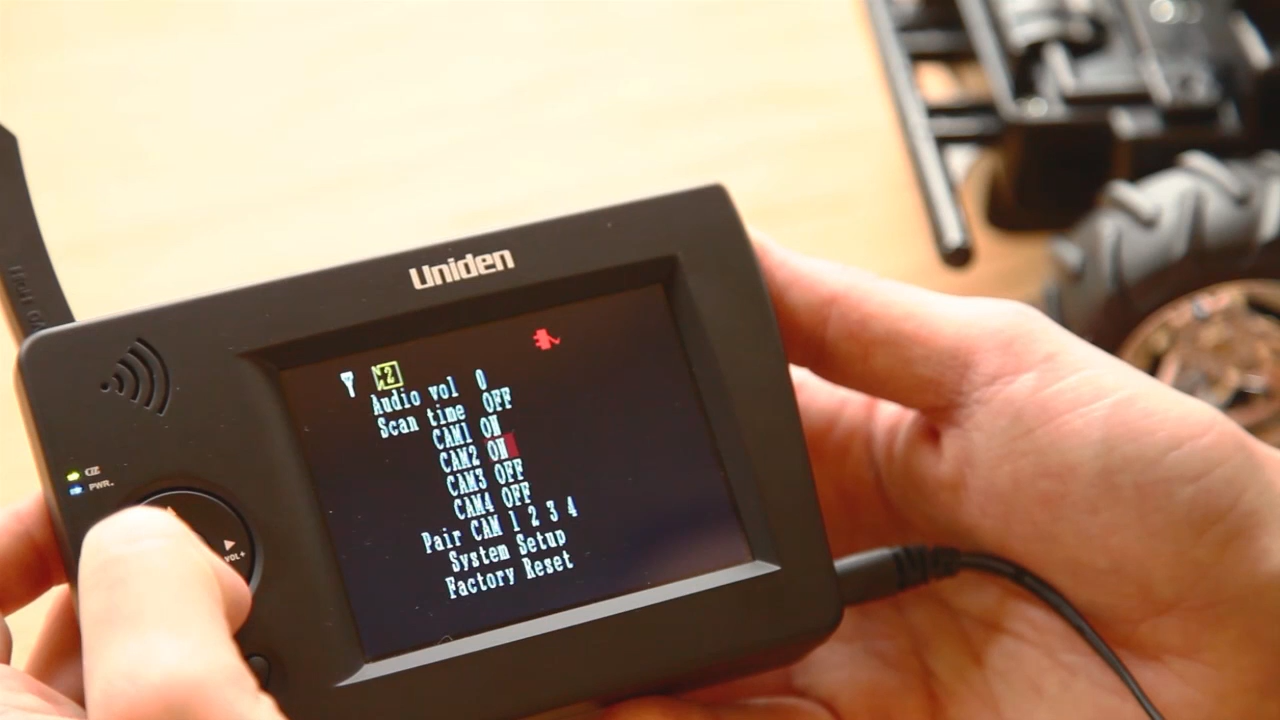 Uniden
2
Audio vol 0
Scan time OFF
CAM1 ON
CAM2 ON
CAM3 OFF
CAM4 OFF
Pair CAM 1 2 3 4
System Setup
Factory Reset
PWR.
VOL+